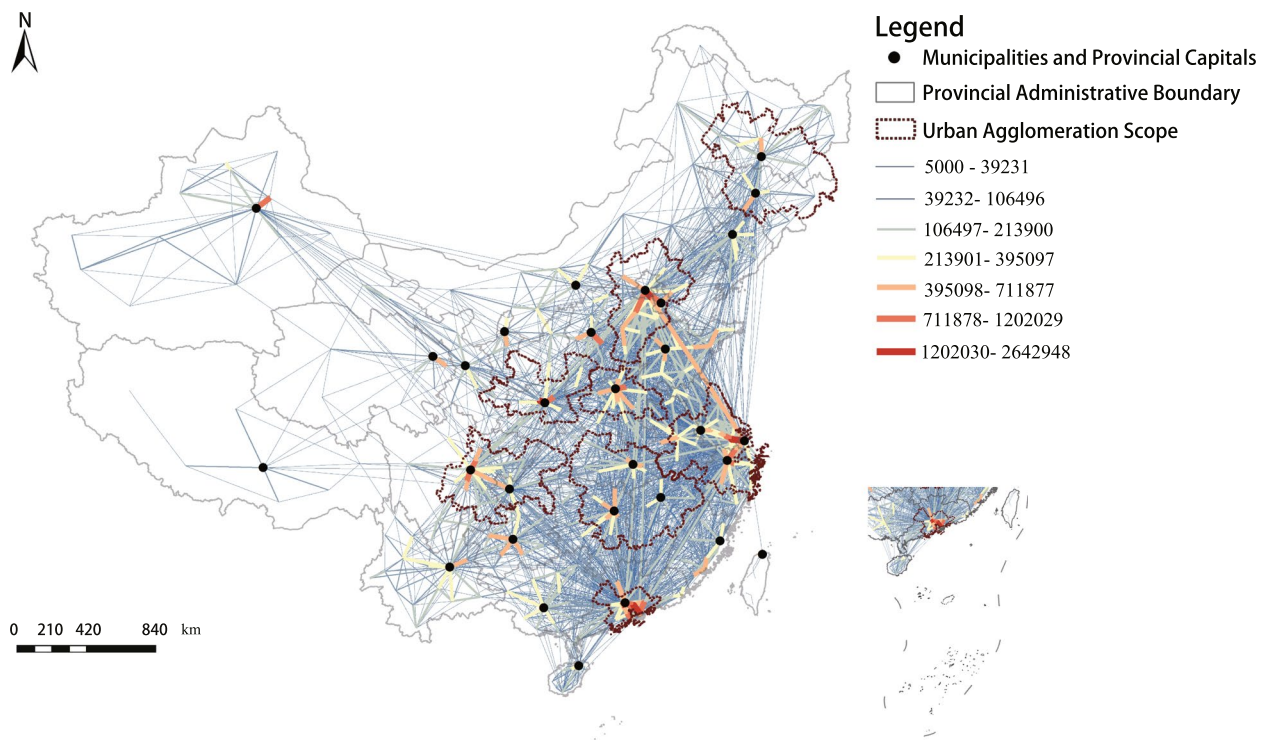 N
Legend
Municipalities and Provincial Capitals
Provincial Administrative Boundary
Urban Agglomeration Scope
5000 - 39231
39232- 106496
106497- 213900
213901- 395097
395098- 711877
711878- 1202029
1202030- 2642948
0 210 420 840 km